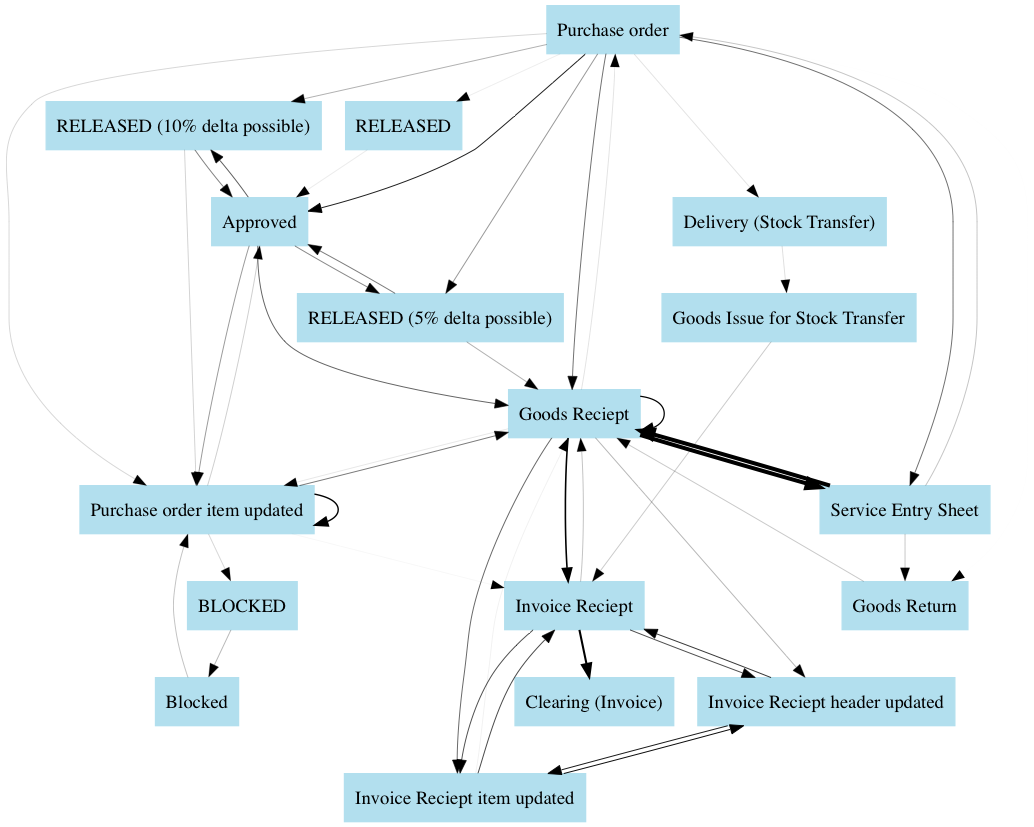 Purchase order
RELEASED (10% delta possible)
RELEASED
Approved
Delivery (Stock Transfer)
RELEASED (5% delta possible)
Goods Issue for Stock Transfer
Goods Reciept
Purchase order item updated
Service Entry Sheet
BLOCKED
Invoice Reciept
Goods Return
Blocked
Clearing (Invoice)
Invoice Reciept header updated
Invoice Reciept item updated